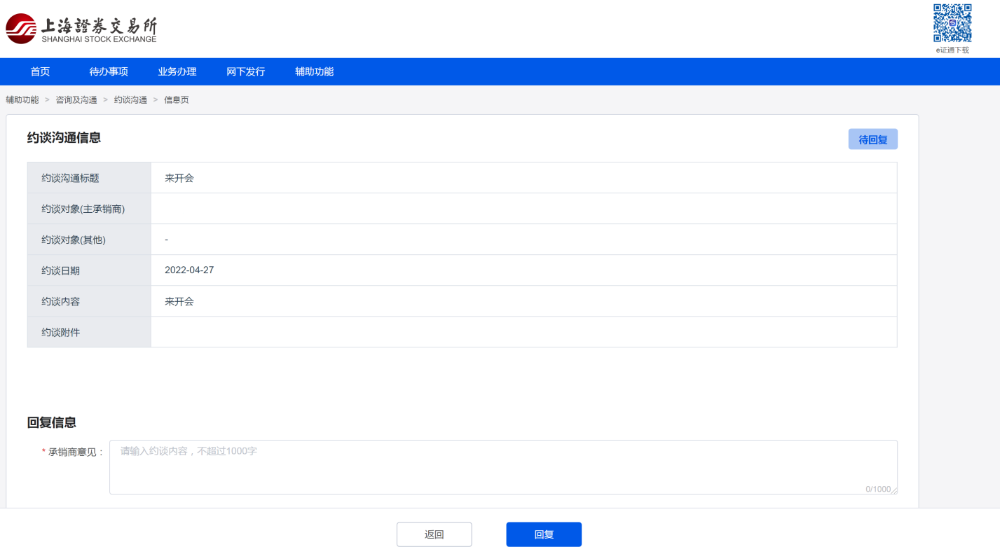 上海證券交易所
SHANGHAI STOCK EXCHANGE
e证通下载
首页 待办事项 业务办理 网下发行 辅助功能
辅助功能 > 咨询及沟通 > 约谈沟通 > 信息页
约谈沟通信息
待回复
约谈沟通标题 来开会
约谈对象(主承销商)
约谈对象(其他) -
约谈日期 2022-04-27
约谈内容 来开会
约谈附件
回复信息
* 承销商意见： 请输入约谈内容，不超过1000字
0/1000
返回 回复